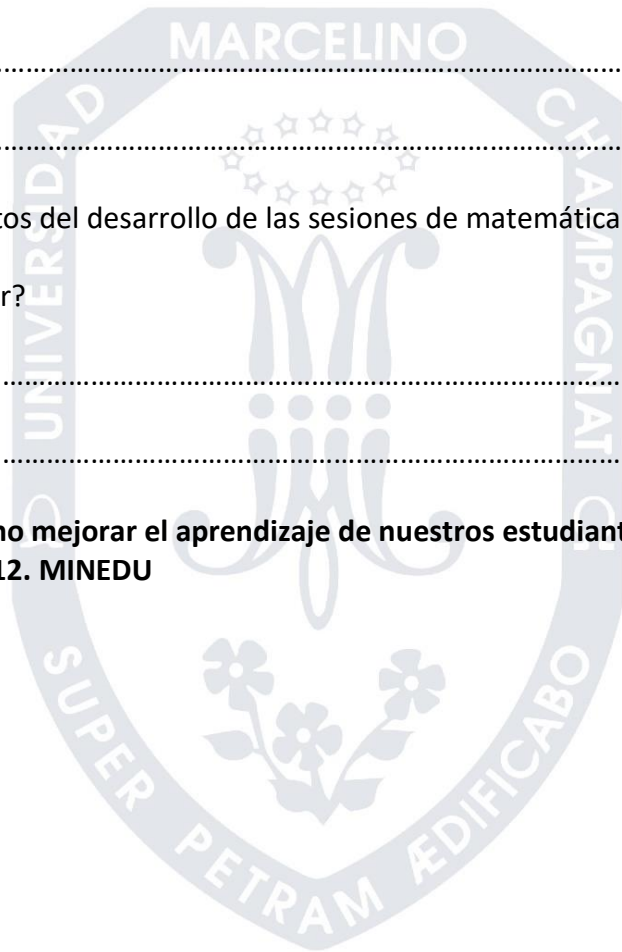 MARCELINO
CHAMPAGNAT
UNIVERSIDAD
………………………………………………………………………………
………………………………………………………………………………
tos del desarrollo de las sesiones de matemática
r?
………………………………………………………………………………
………………………………………………………………………………
no mejorar el aprendizaje de nuestros estudiant
12. MINEDU
SUPER PETRAM ÆDIFICABO